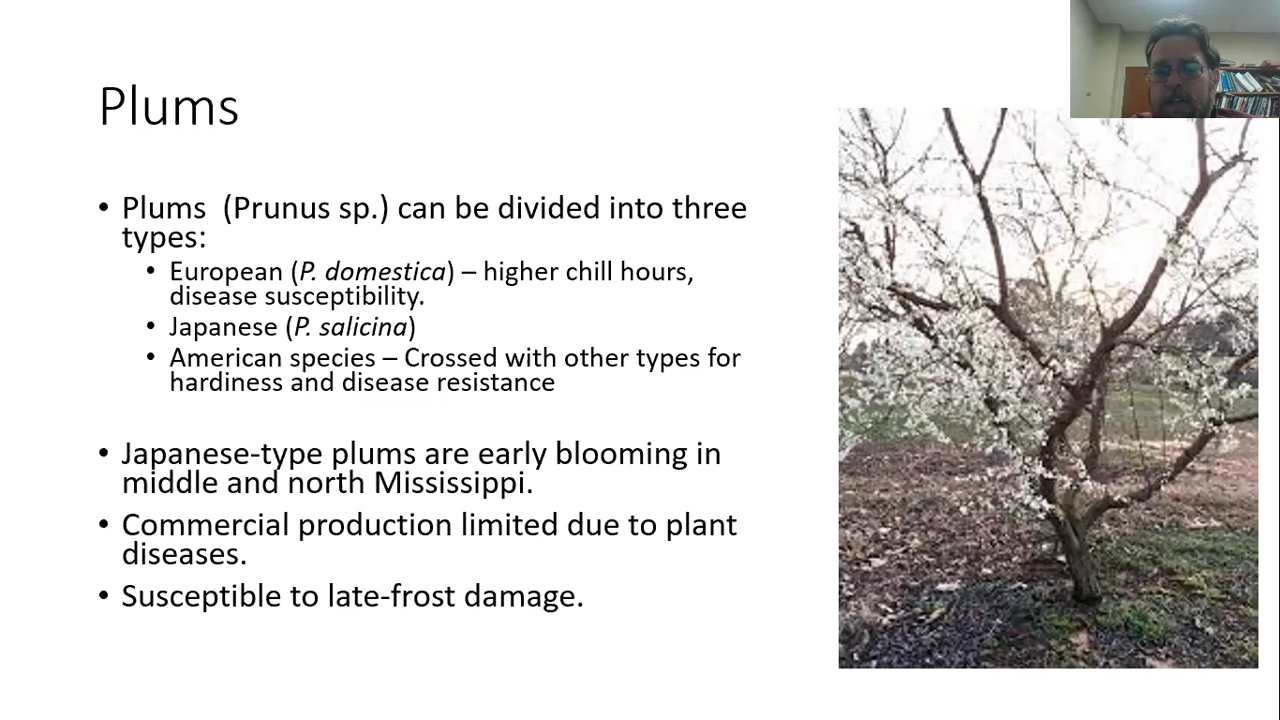 Plums
• Plums (Prunus sp.) can be divided into three
types:
• European (P. domestica) – higher chill hours,
disease susceptibility.
• Japanese (P. salicina)
• American species – Crossed with other types for
hardiness and disease resistance
• Japanese-type plums are early blooming in
middle and north Mississippi.
• Commercial production limited due to plant
diseases.
• Susceptible to late-frost damage.